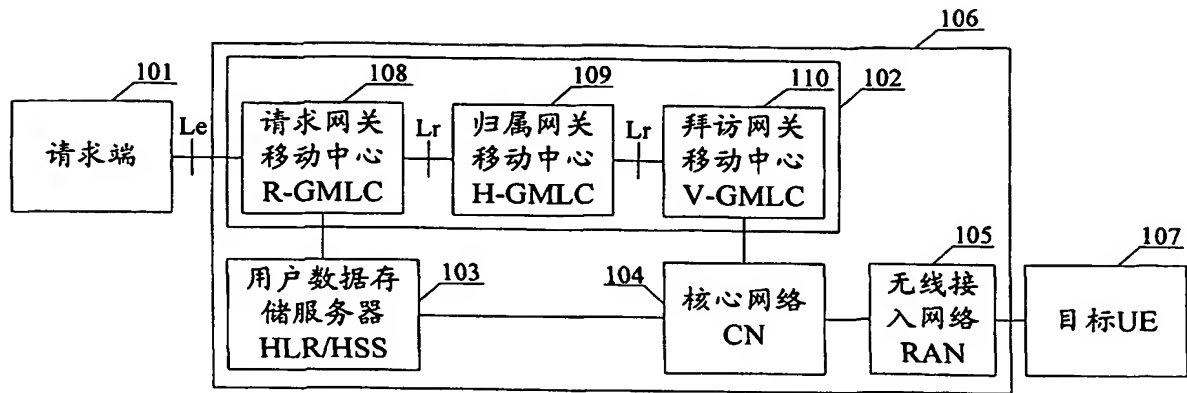 106
101
108
109
110
102
Le
请求网关
移动中心
R-GMLC
Lr
归属网关
移动中心
H-GMLC
Lr
拜访网关
移动中心
V-GMLC
请求端
103
用户数据存
储服务器
HLR/HSS
104
核心网络
CN
105
无线接
入网络
RAN
107
目标UE